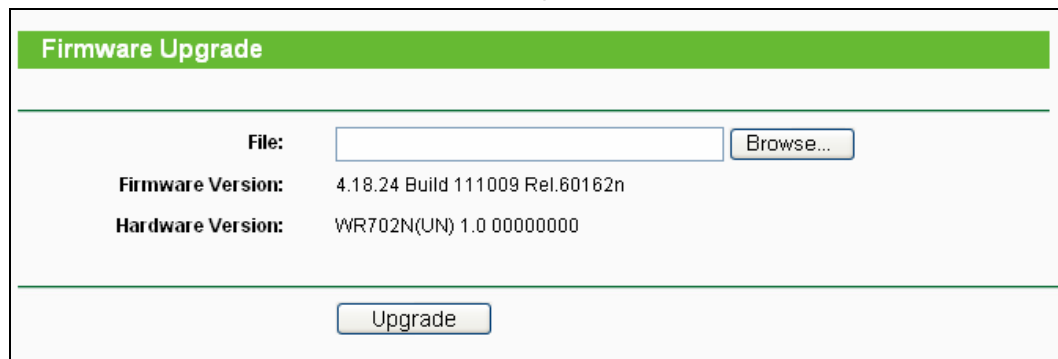 Firmware Upgrade
File:
Browse...
Firmware Version: 4.18.24 Build 111009 Rel.60162n
Hardware Version: WR702N(UN) 1.0 00000000
Upgrade